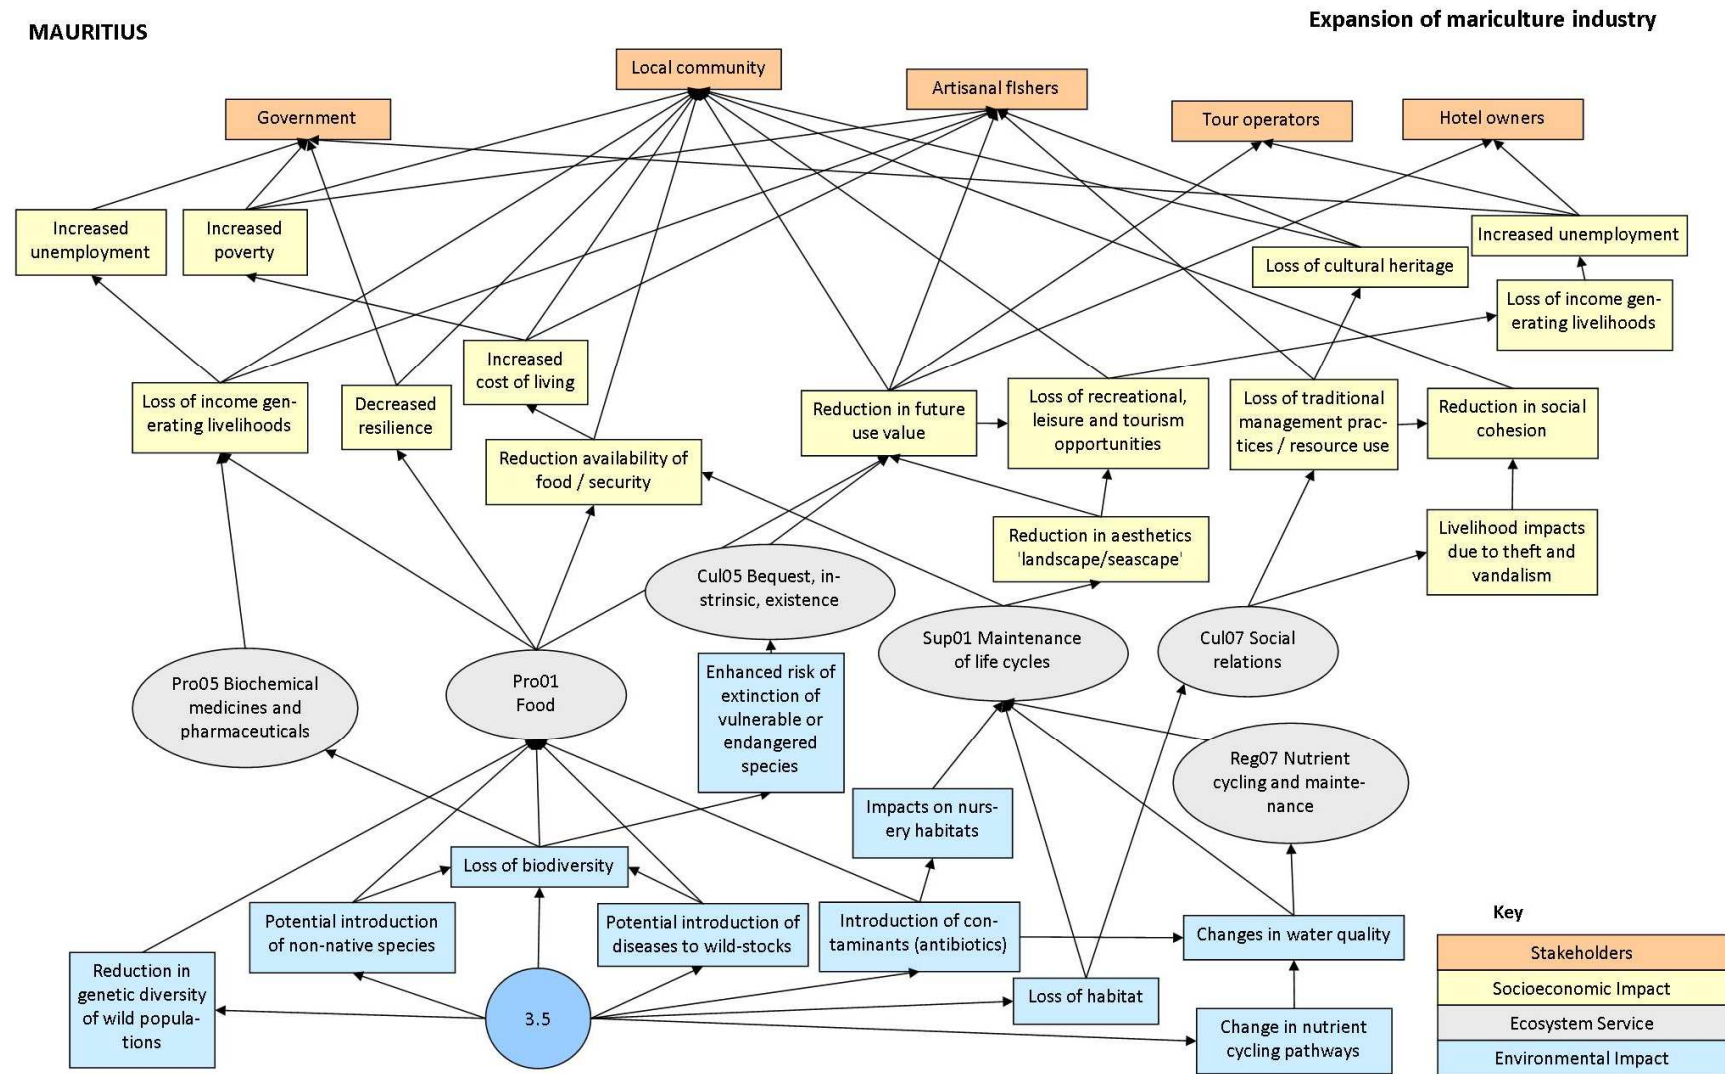 MAURITIUS
Expansion of mariculture industry
Local community
Artisanal fIshers
Government
Tour operators
Hotel owners
Increased
unemployment
Increased
poverty
Increased unemployment
Loss of cultural heritage
Loss of income gen-
erating livelihoods
Increased
cost of living
Loss of income gen-
erating livelihoods
Decreased
resilience
Reduction availability of
food / security
Reduction in future
use value
Loss of recreational,
leisure and tourism
opportunities
Loss of traditional
management prac-
tices / resource use
Reduction in social
cohesion
Reduction in aesthetics
'landscape/seascape'
Livelihood impacts
due to theft and
vandalism
Cul05 Bequest, in-
strinsic, existence
Sup01 Maintenance
of life cycles
Cul07 Social
relations
Pro05 Biochemical
medicines and
pharmaceuticals
Pro01
Food
Enhanced risk of
extinction of
vulnerable or
endangered
species
Reg07 Nutrient
cycling and mainte-
nance
Impacts on nurs-
ery habitats
Loss of biodiversity
Potential introduction
of non-native species
Potential introduction of
diseases to wild-stocks
Introduction of con-
taminants (antibiotics)
Changes in water quality
Reduction in
genetic diversity
of wild popula-
tions
3.5
Loss of habitat
Change in nutrient
cycling pathways
Key
Stakeholders
Socioeconomic Impact
Ecosystem Service
Environmental Impact